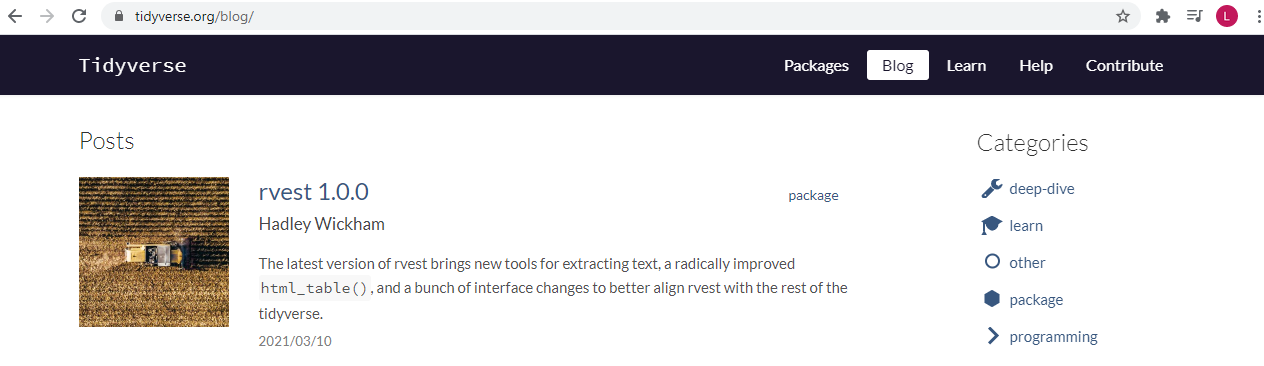 tidyverse.org/blog/
L
Tidyverse
Packages Blog Learn Help Contribute
Posts
rvest 1.0.0
package
Hadley Wickham
The latest version of rvest brings new tools for extracting text, a radically improved
html_table(), and a bunch of interface changes to better align rvest with the rest of the
tidyverse.
2021/03/10
Categories
deep-dive
learn
other
package
programming